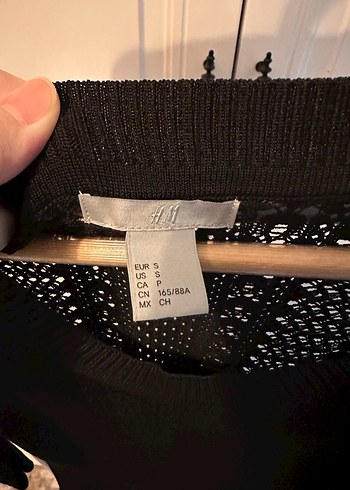 H&M
EUR S
US S
CA P
CN 165/88A
MX CH